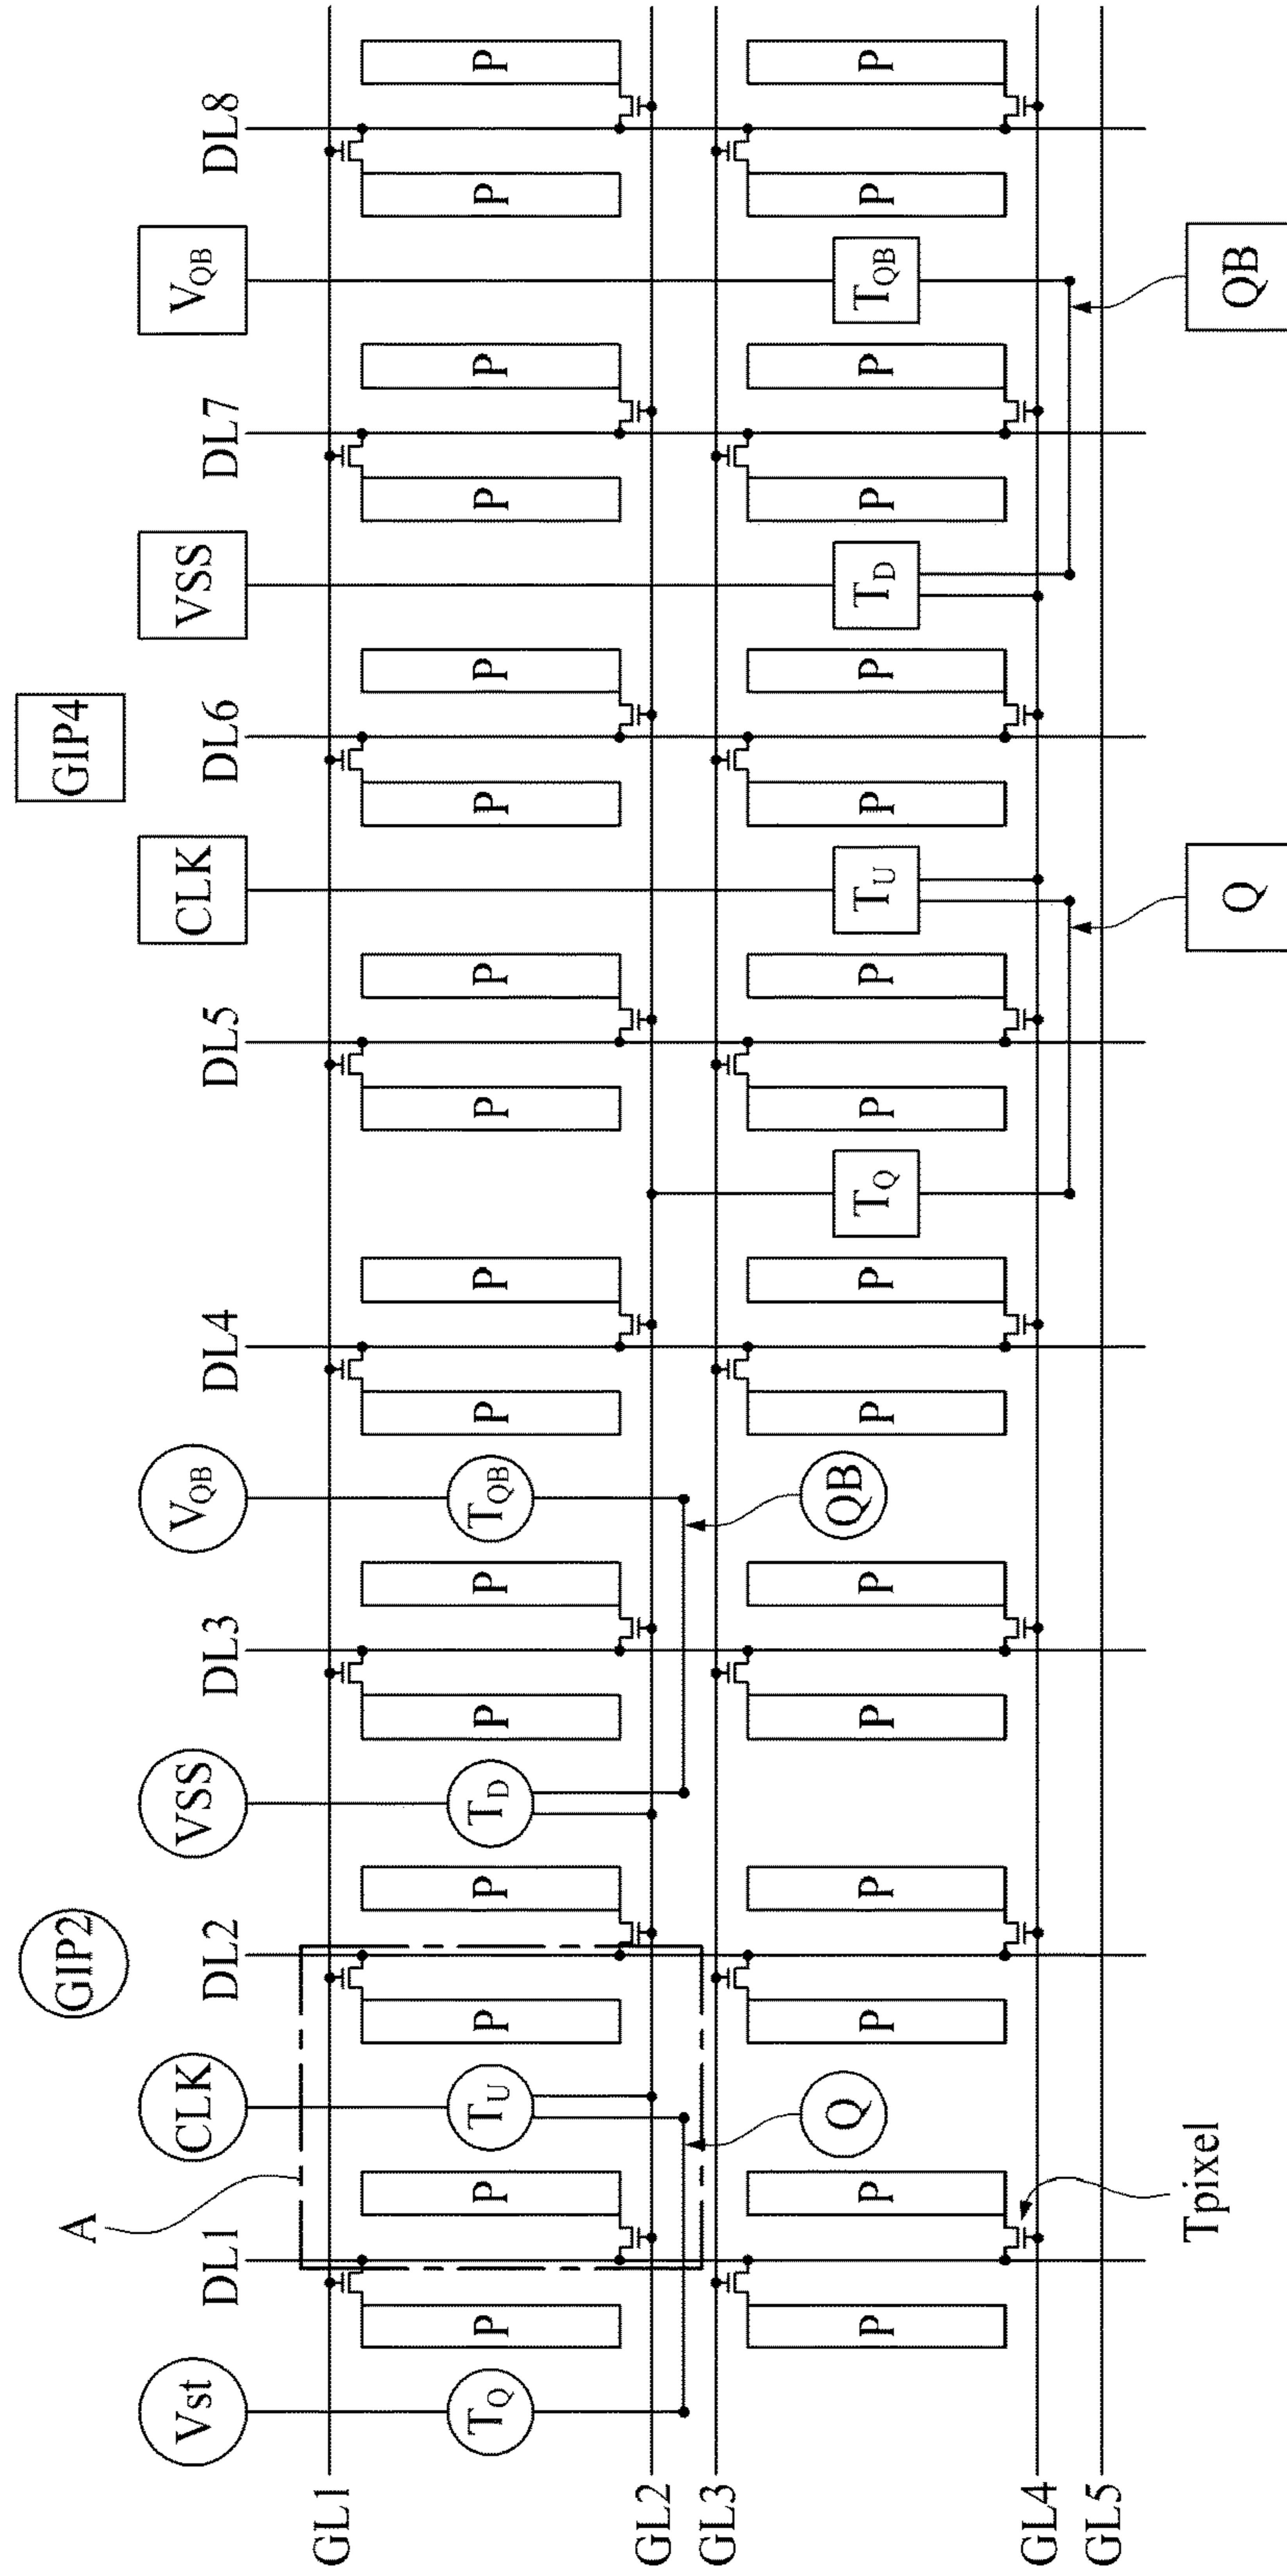 A GIP2 GIP4
Vst CLK VSS VQB CLK VSS VQB
DL1 DL2 DL3 DL4 DL5 DL6 DL7 DL8
GL1
TQ P P TU P P TD P P TQB P P P P P P P P P P
GL2
GL3
P P Q P P P P QB P P TQ P P TU P P TD P P TQB P P
GL4
GL5
Tpixel Q QB